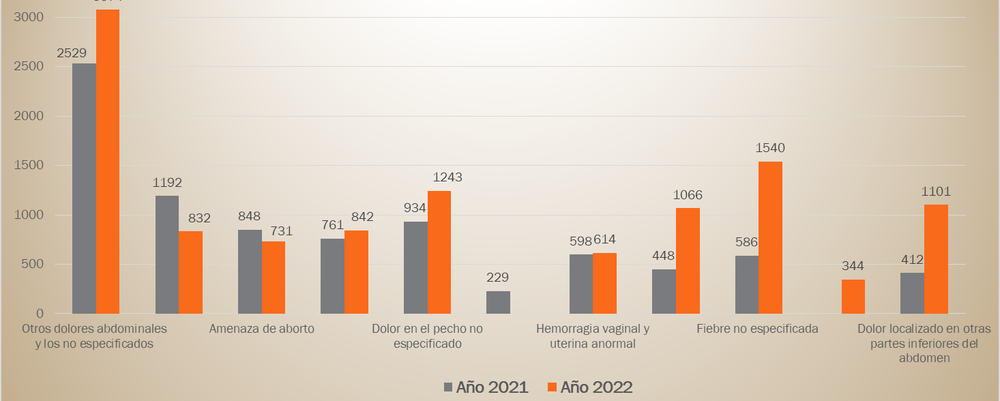 3000
2529
2500
2000
1500
1000
500
0
1192
832
848
731
761
842
934
1243
229
598
614
448
1066
586
1540
344
412
1101
Otros dolores abdominales
y los no especificados
Amenaza de aborto
Dolor en el pecho no
especificado
Hemorragia vaginal y
uterina anormal
Fiebre no especificada
Dolor localizado en otras
partes inferiores del
abdomen
Año 2021
Año 2022